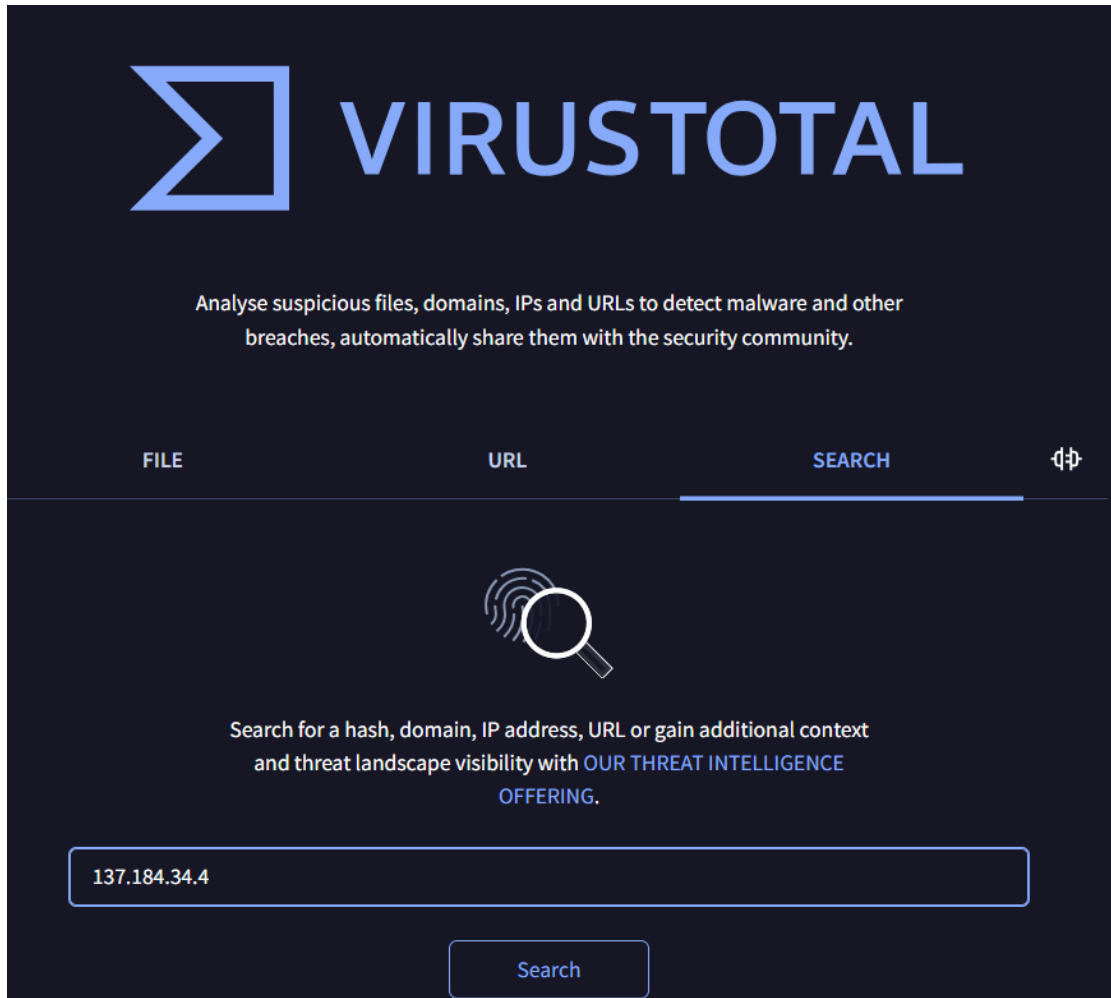 VIRUSTOTAL
Analyse suspicious files, domains, IPs and URLs to detect malware and other
breaches, automatically share them with the security community.
FILE
URL
SEARCH
Search for a hash, domain, IP address, URL or gain additional context
and threat landscape visibility with OUR THREAT INTELLIGENCE
OFFERING.
137.184.34.4
Search